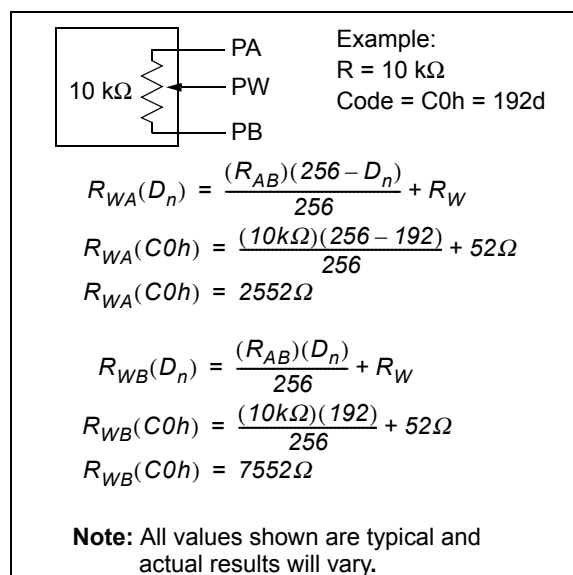 PA
Example:
R = 10 kΩ
10 kΩ
PW
Code = C0h = 192d
PB
R_WA(D_n) = (R_AB)(256 – D_n) / 256 + R_W
R_WA(C0h) = (10kΩ)(256 – 192) / 256 + 52Ω
R_WA(C0h) = 2552Ω
R_WB(D_n) = (R_AB)(D_n) / 256 + R_W
R_WB(C0h) = (10kΩ)(192) / 256 + 52Ω
R_WB(C0h) = 7552Ω
Note: All values shown are typical and
actual results will vary.